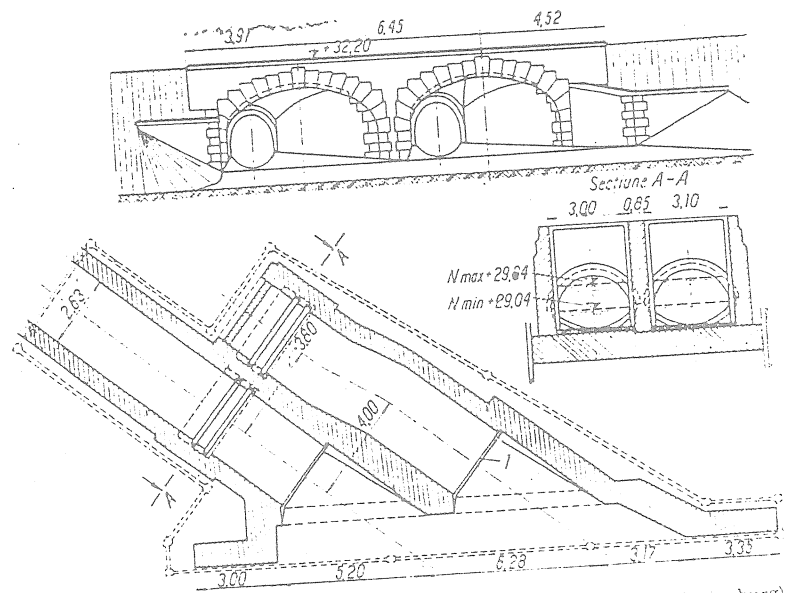 3,91 6,45 4,52
+32,20
Sectiune A-A
3,00 0,85 3,10
N max+29,64
N min+29,04
A
2,63
3,60
4,00
1
A
3,00 5,20 6,28 3,17 3,35